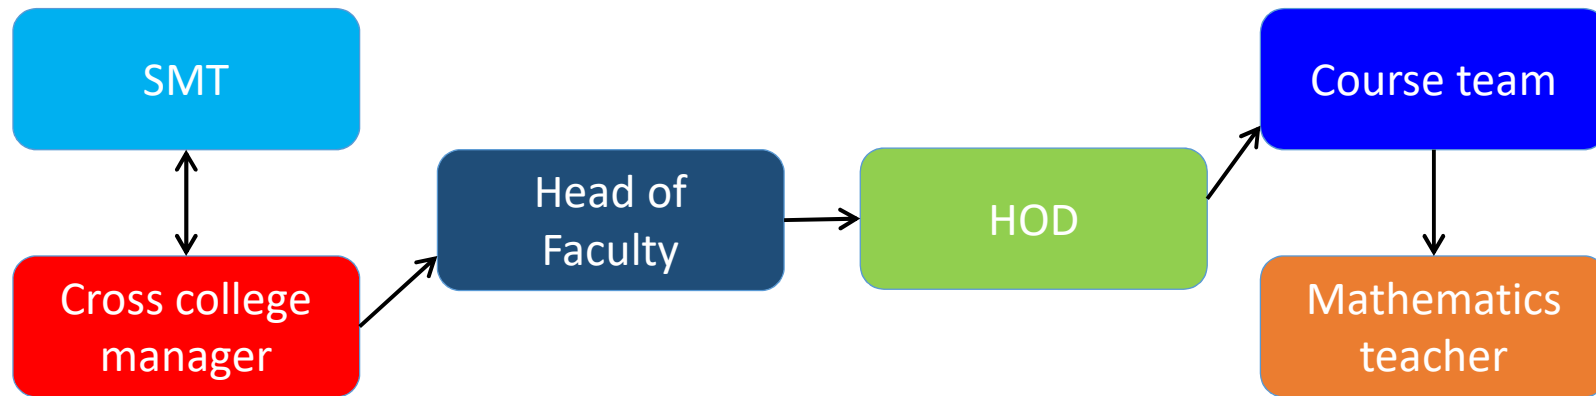 SMT
Cross college
manager
Head of
Faculty
HOD
Course team
Mathematics
teacher